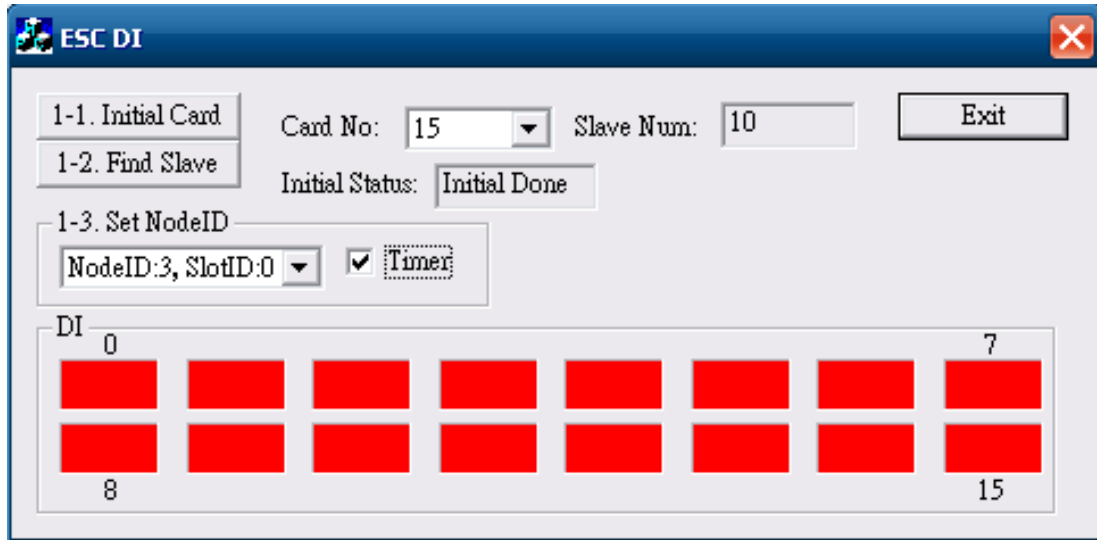 ESC DI
1-1. Initial Card
Card No:
15
Slave Num:
10
Exit
1-2. Find Slave
Initial Status:
Initial Done
1-3. Set NodeID
NodeID:3, SlotID:0
Timer
DI
0
7
8
15